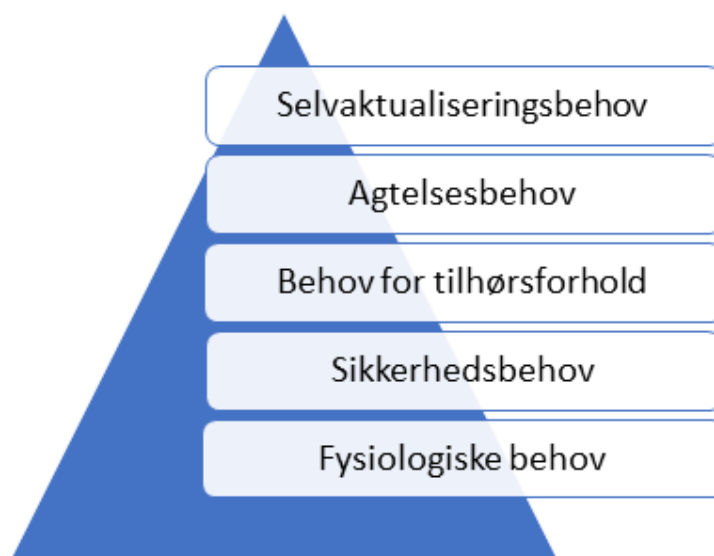 Selvaktualiseringsbehov
Agtelsesbehov
Behov for tilhørsforhold
Sikkerhedsbehov
Fysiologiske behov